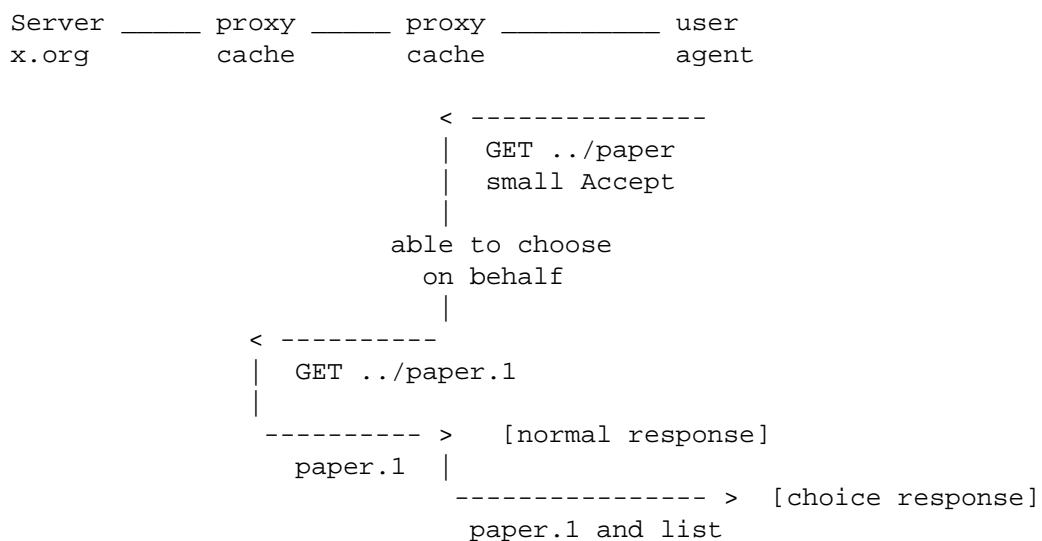 Server _____ proxy _____ proxy __________ user
x.org        cache       cache            agent
< ---------------
|  GET ../paper
|  small Accept
|
able to choose
on behalf
|
< ----------
|  GET ../paper.1
|
---------- >   [normal response]
paper.1  |
---------------- >  [choice response]
paper.1 and list